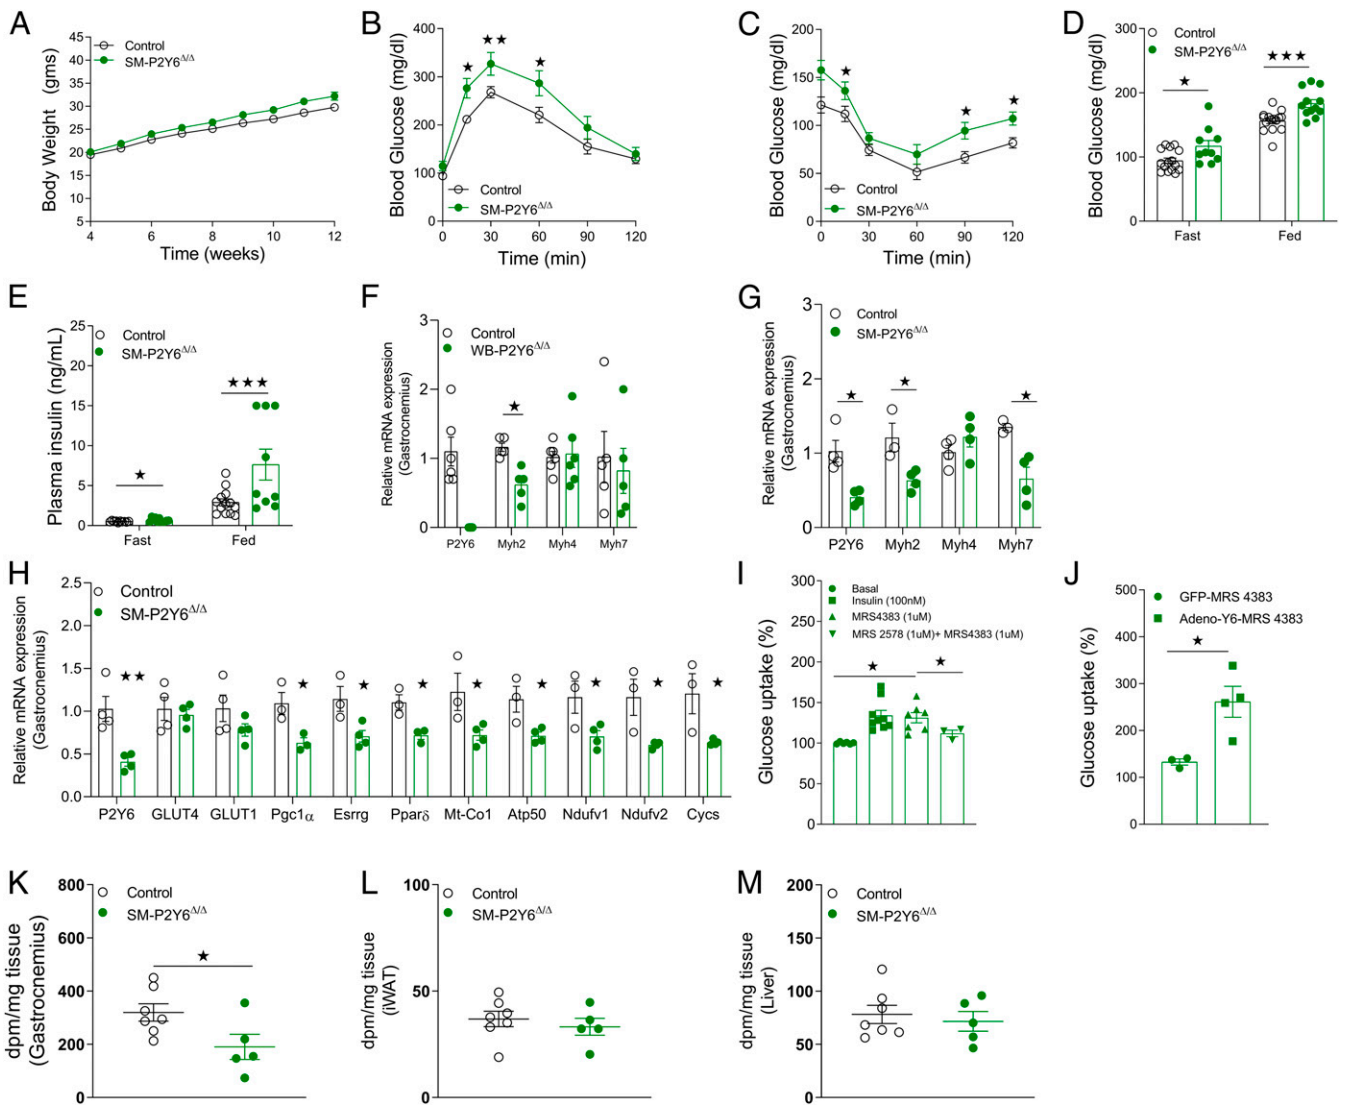 A
Body Weight (gms)
45
40
35
30
25
20
15
10
5
Control
SM-P2Y6Δ/Δ
4 6 8 10 12
Time (weeks)
B
Blood Glucose (mg/dl)
400
300
200
100
0
★ ★★ ★
Control
SM-P2Y6Δ/Δ
0 30 60 90 120
Time (min)
C
Blood Glucose (mg/dl)
200
150
100
50
0
★ ★ ★
Control
SM-P2Y6Δ/Δ
0 30 60 90 120
Time (min)
D
Blood Glucose (mg/dl)
300
200
100
0
Control
SM-P2Y6Δ/Δ
★ ★★★
Fast Fed
E
Plasma insulin (ng/mL)
25
20
15
10
5
0
Control
SM-P2Y6Δ/Δ
★ ★★★
Fast Fed
F
Relative mRNA expression
(Gastrocnemius)
3
2
1
0
Control
WB-P2Y6Δ/Δ
★
P2Y6 Myh2 Myh4 Myh7
G
Relative mRNA expression
(Gastrocnemius)
3
2
1
0
Control
SM-P2Y6Δ/Δ
★ ★ ★
P2Y6 Myh2 Myh4 Myh7
H
Relative mRNA expression
(Gastrocnemius)
2.5
2.0
1.5
1.0
0.5
0.0
Control
SM-P2Y6Δ/Δ
★★ ★ ★ ★ ★ ★ ★ ★ ★
P2Y6 GLUT4 GLUT1 Pgc1α Esrrg Pparδ Mt-Co1 Atp50 Ndufv1 Ndufv2 Cycs
I
Glucose uptake (%)
300
250
200
150
100
50
0
Basal
Insulin (100nM)
MRS4383 (1uM)
MRS 2578 (1uM)+ MRS4383 (1uM)
★ ★
J
Glucose uptake (%)
500
400
300
200
100
0
GFP-MRS 4383
Adeno-Y6-MRS 4383
★
K
dpm/mg tissue
(Gastrocnemius)
800
600
400
200
0
Control
SM-P2Y6Δ/Δ
★
L
dpm/mg tissue
(iWAT)
100
50
0
Control
SM-P2Y6Δ/Δ
M
dpm/mg tissue
(Liver)
200
150
100
50
0
Control
SM-P2Y6Δ/Δ